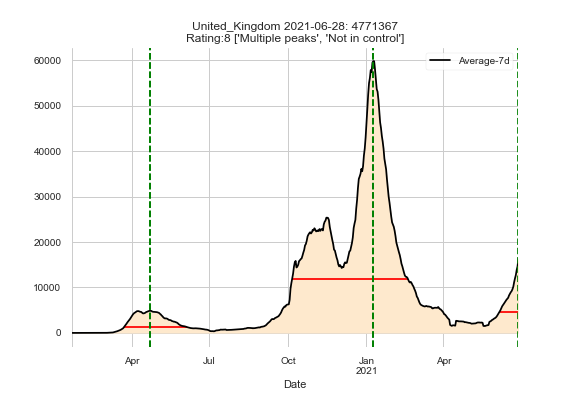 United_Kingdom 2021-06-28: 4771367
Rating:8 ['Multiple peaks', 'Not in control']
Average-7d
60000
50000
40000
30000
20000
10000
0
Apr
Jul
Oct
Jan
2021
Apr
Date